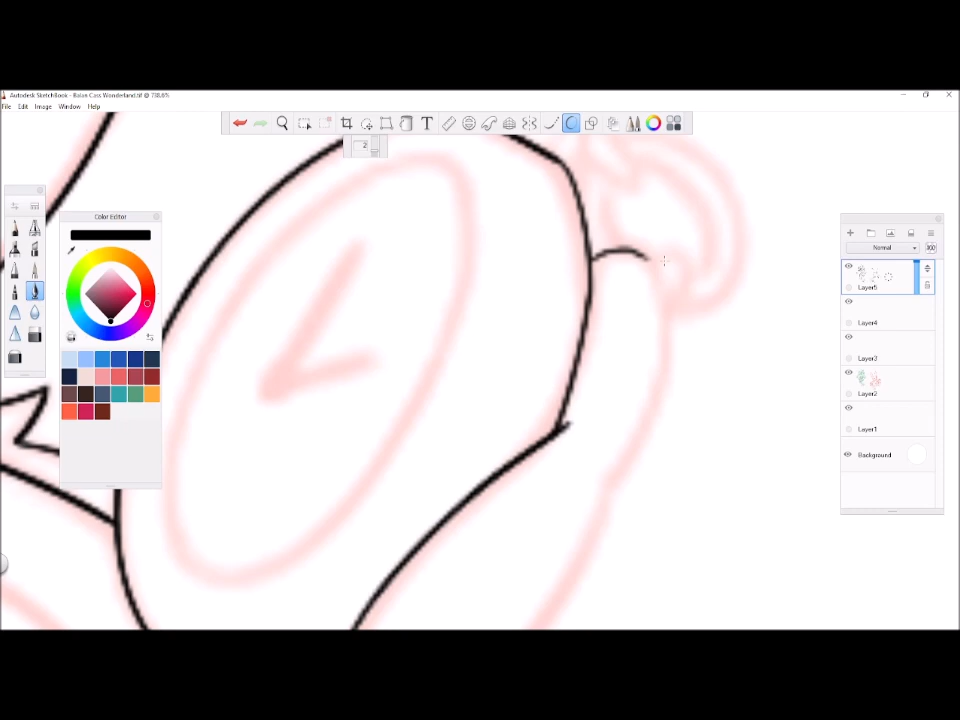 Autodesk SketchBook - Balan Cass Wonderland.tif @ 738.6%
File Edit Image Window Help
T
2
Color Editor
Normal
100
Layer5
Layer4
Layer3
Layer2
Layer1
Background